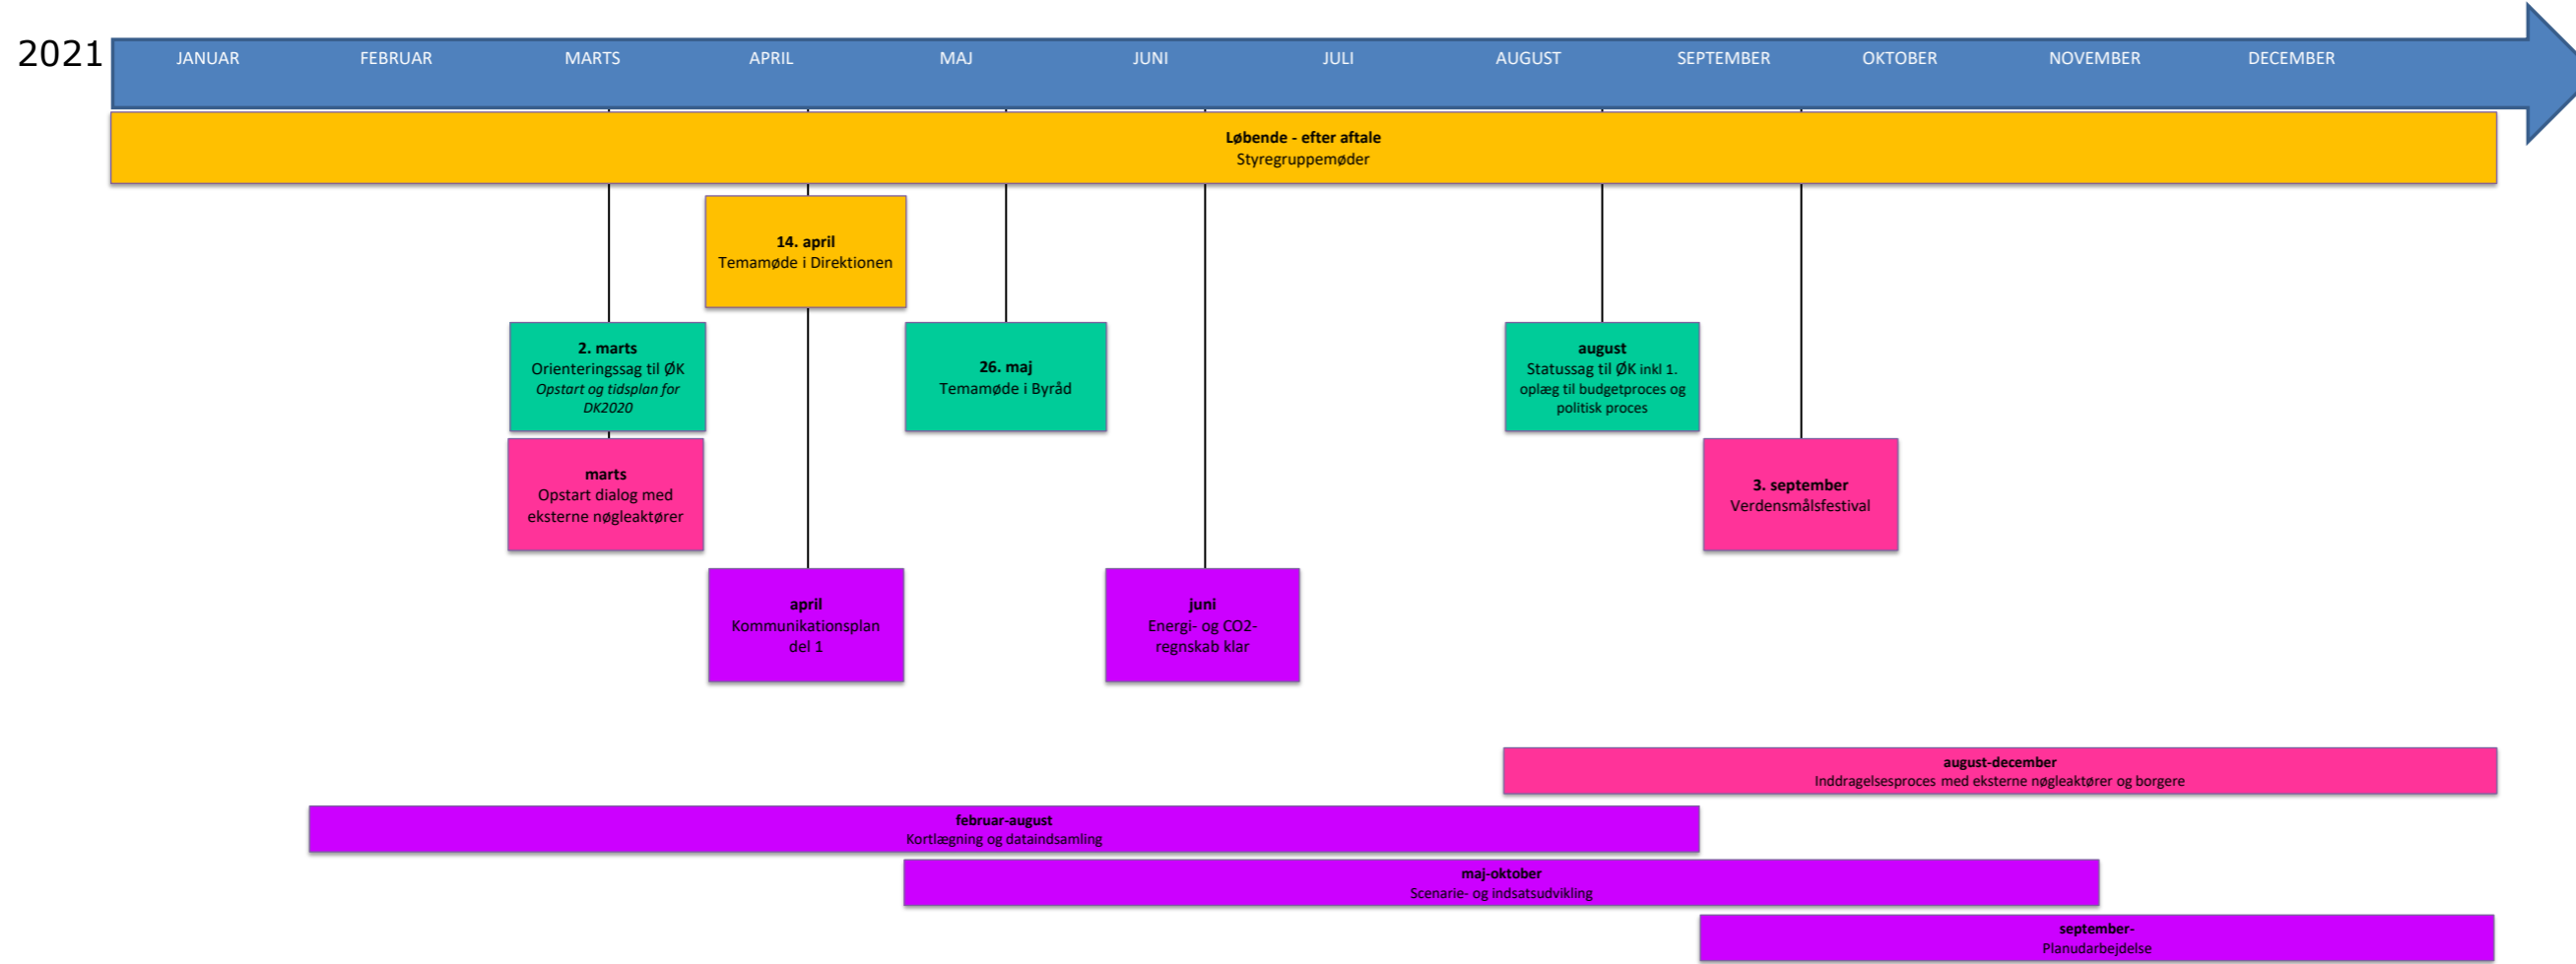 2021
JANUAR
FEBRUAR
MARTS
APRIL
MAJ
JUNI
JULI
AUGUST
SEPTEMBER
OKTOBER
NOVEMBER
DECEMBER
Løbende - efter aftale
Styregruppemøder
14. april
Temamøde i Direktionen
2. marts
Orienteringssag til ØK
Opstart og tidsplan for
DK2020
26. maj
Temamøde i Byråd
august
Statussag til ØK inkl 1.
oplæg til budgetproces og
politisk proces
marts
Opstart dialog med
eksterne nøgleaktører
3. september
Verdensmålsfestival
april
Kommunikationsplan
del 1
juni
Energi- og CO2-
regnskab klar
august-december
Inddragelsesproces med eksterne nøgleaktører og borgere
februar-august
Kortlægning og dataindsamling
maj-oktober
Scenarie- og indsatsudvikling
september-
Planudarbejdelse